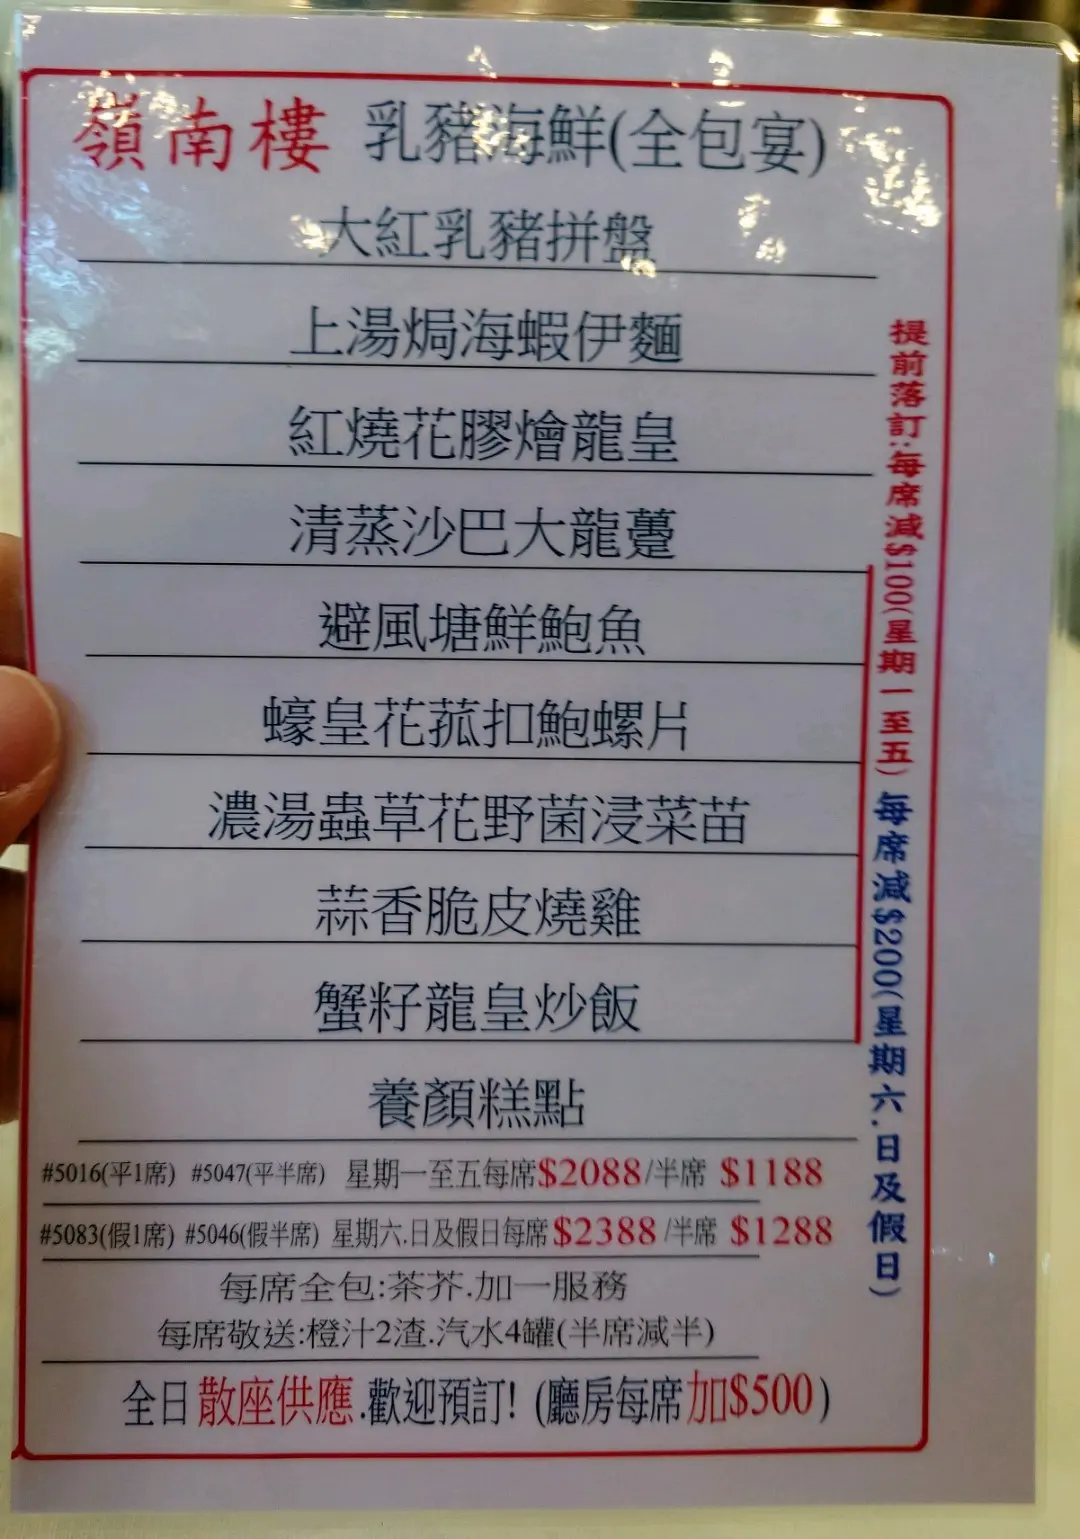 嶺南樓 乳豬海鮮(全包宴)
大紅乳豬拼盤
上湯焗海蝦伊麵
紅燒花膠燴龍皇
清蒸沙巴大龍躉
避風塘鮮鮑魚
蠔皇花菰扣鮑螺片
濃湯蟲草花野菌浸菜苗
蒜香脆皮燒雞
蟹籽龍皇炒飯
養顏糕點
#5016(平1席) #5047(平半席) 星期一至五每席$2088/半席 $1188
#5083(假1席) #5046(假半席) 星期六.日及假日每席$2388/半席 $1288
每席全包:茶芥.加一服務
每席敬送:橙汁2渣.汽水4罐(半席減半)
全日散座供應.歡迎預訂! (廳房每席加$500)
提前落訂:每席減$100(星期一至五) 每席減$200(星期六.日及假日)